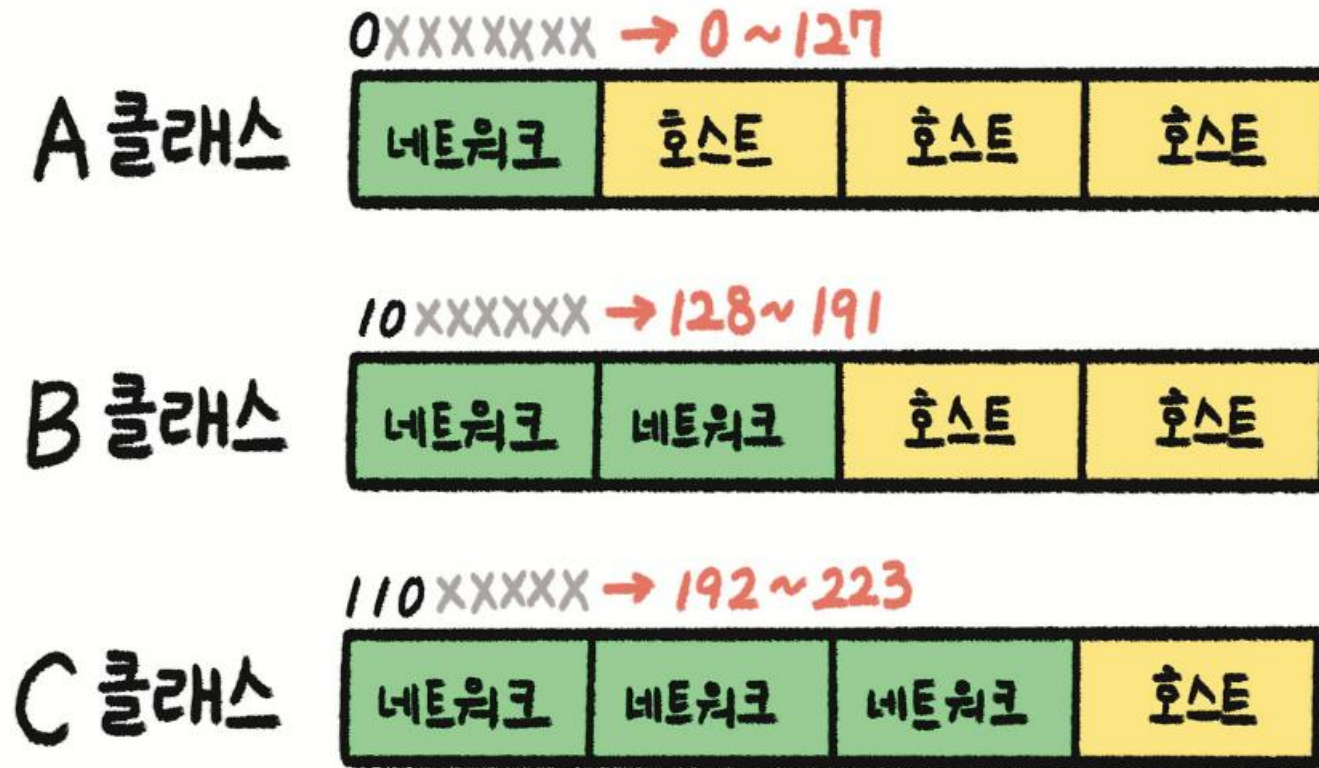 0XXXXXXX → 0~127
A 클래스
네트워크 호스트 호스트 호스트
10XXXXXX → 128~191
B 클래스
네트워크 네트워크 호스트 호스트
110XXXXX → 192~223
C 클래스
네트워크 네트워크 네트워크 호스트